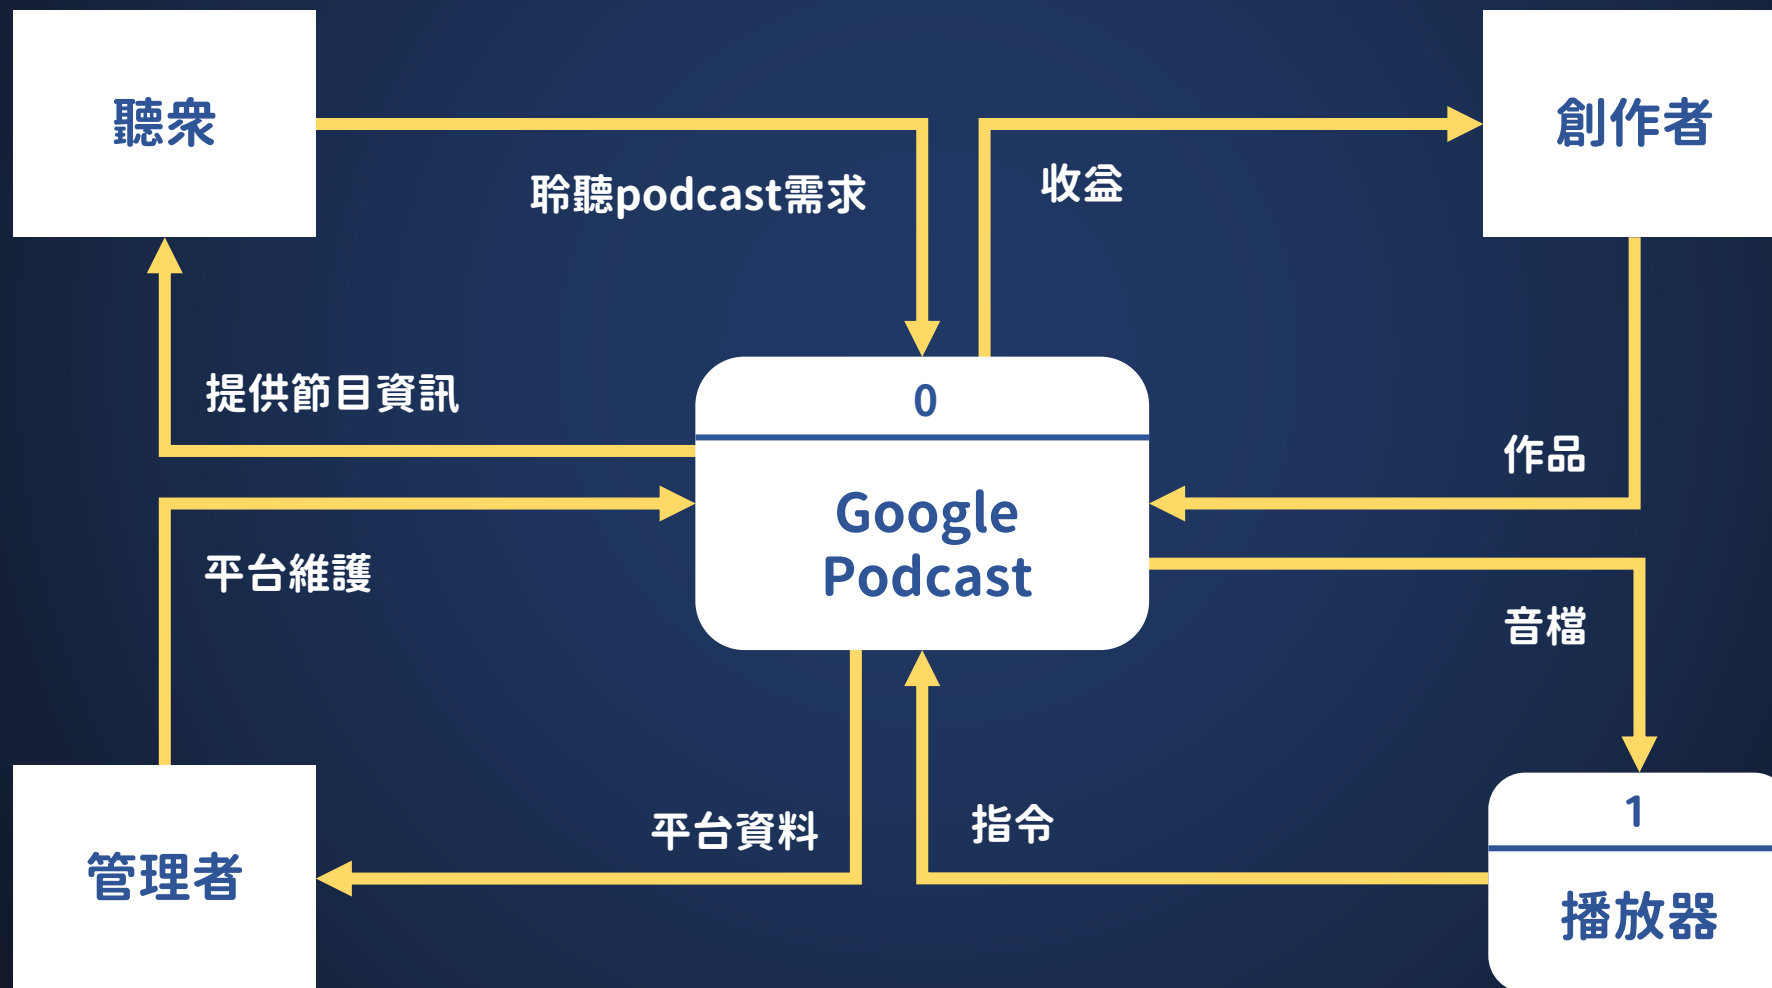 聽衆
創作者
聆聽podcast需求
收益
提供節目資訊
0
作品
Google
Podcast
平台維護
音檔
平台資料
指令
1
管理者
播放器